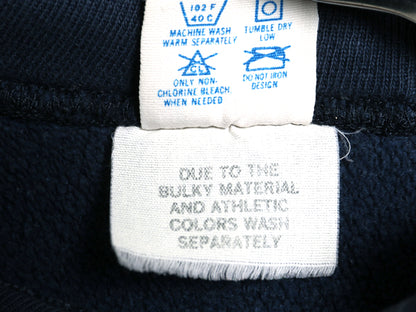 102 F
40 C
MACHINE WASH
WARM SEPARATELY
TUMBLE DRY
LOW
CL
ONLY NON-
CHLORINE BLEACH
WHEN NEEDED
DO NOT IRON
DESIGN
DUE TO THE
BULKY MATERIAL
AND ATHLETIC
COLORS WASH
SEPARATELY